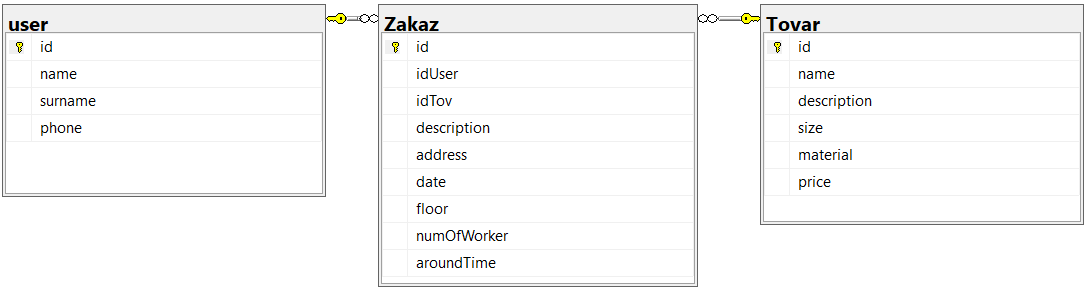 user
id
name
surname
phone
Zakaz
id
idUser
idTov
description
address
date
floor
numOfWorker
aroundTime
Tovar
id
name
description
size
material
price